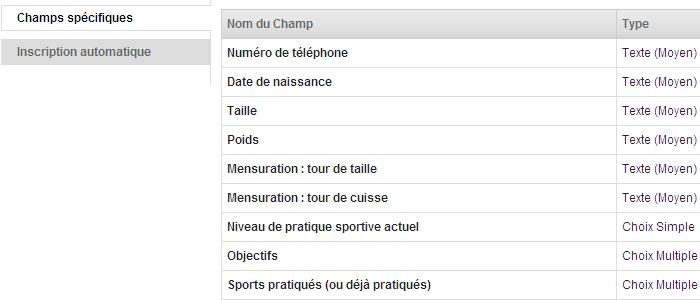 Champs spécifiques
Inscription automatique
Nom du Champ Type
Numéro de téléphone Texte (Moyen)
Date de naissance Texte (Moyen)
Taille Texte (Moyen)
Poids Texte (Moyen)
Mensuration : tour de taille Texte (Moyen)
Mensuration : tour de cuisse Texte (Moyen)
Niveau de pratique sportive actuel Choix Simple
Objectifs Choix Multiple
Sports pratiqués (ou déjà pratiqués) Choix Multiple